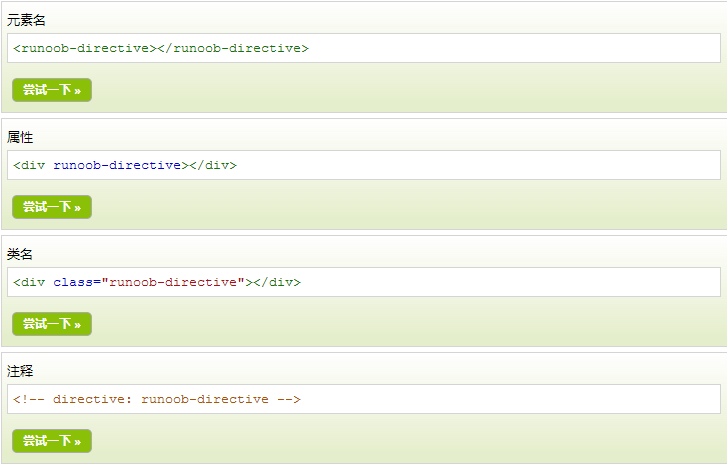 元素名
<runoob-directive></runoob-directive>
尝试一下 »
属性
<div runoob-directive></div>
尝试一下 »
类名
<div class="runoob-directive"></div>
尝试一下 »
注释
<!-- directive: runoob-directive -->
尝试一下 »